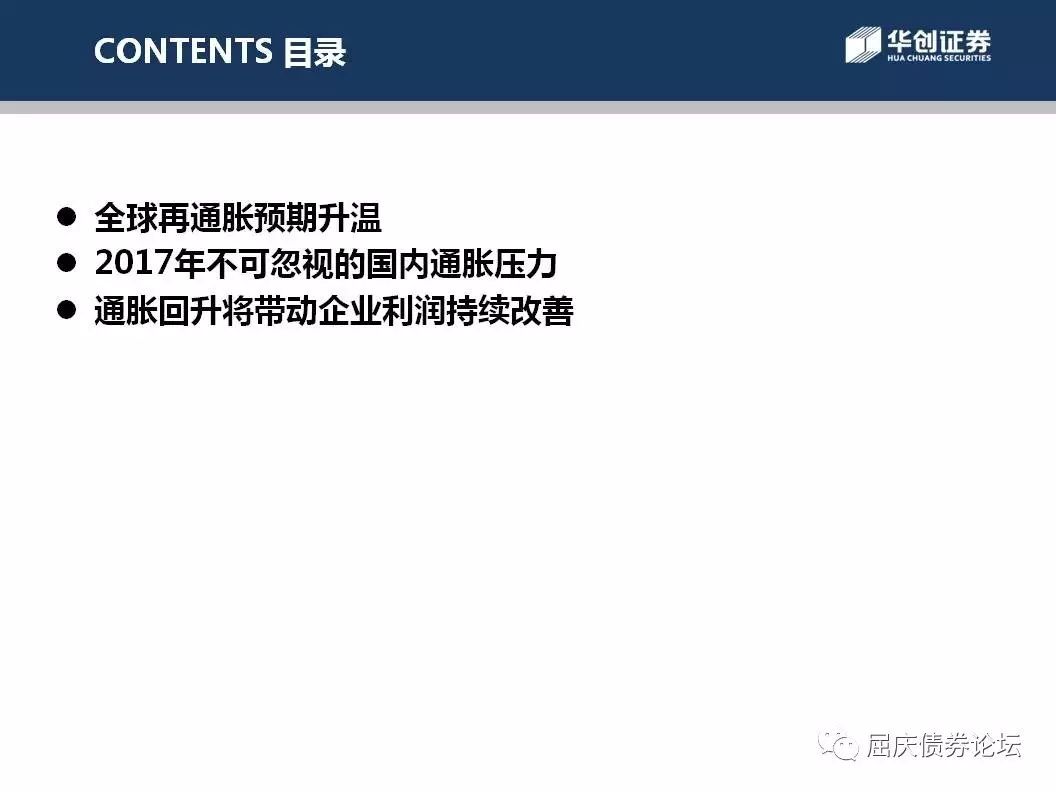 CONTENTS 目录
华创证券
HUA CHUANG SECURITIES
● 全球再通胀预期升温
● 2017年不可忽视的国内通胀压力
● 通胀回升将带动企业利润持续改善
屈庆债券论坛